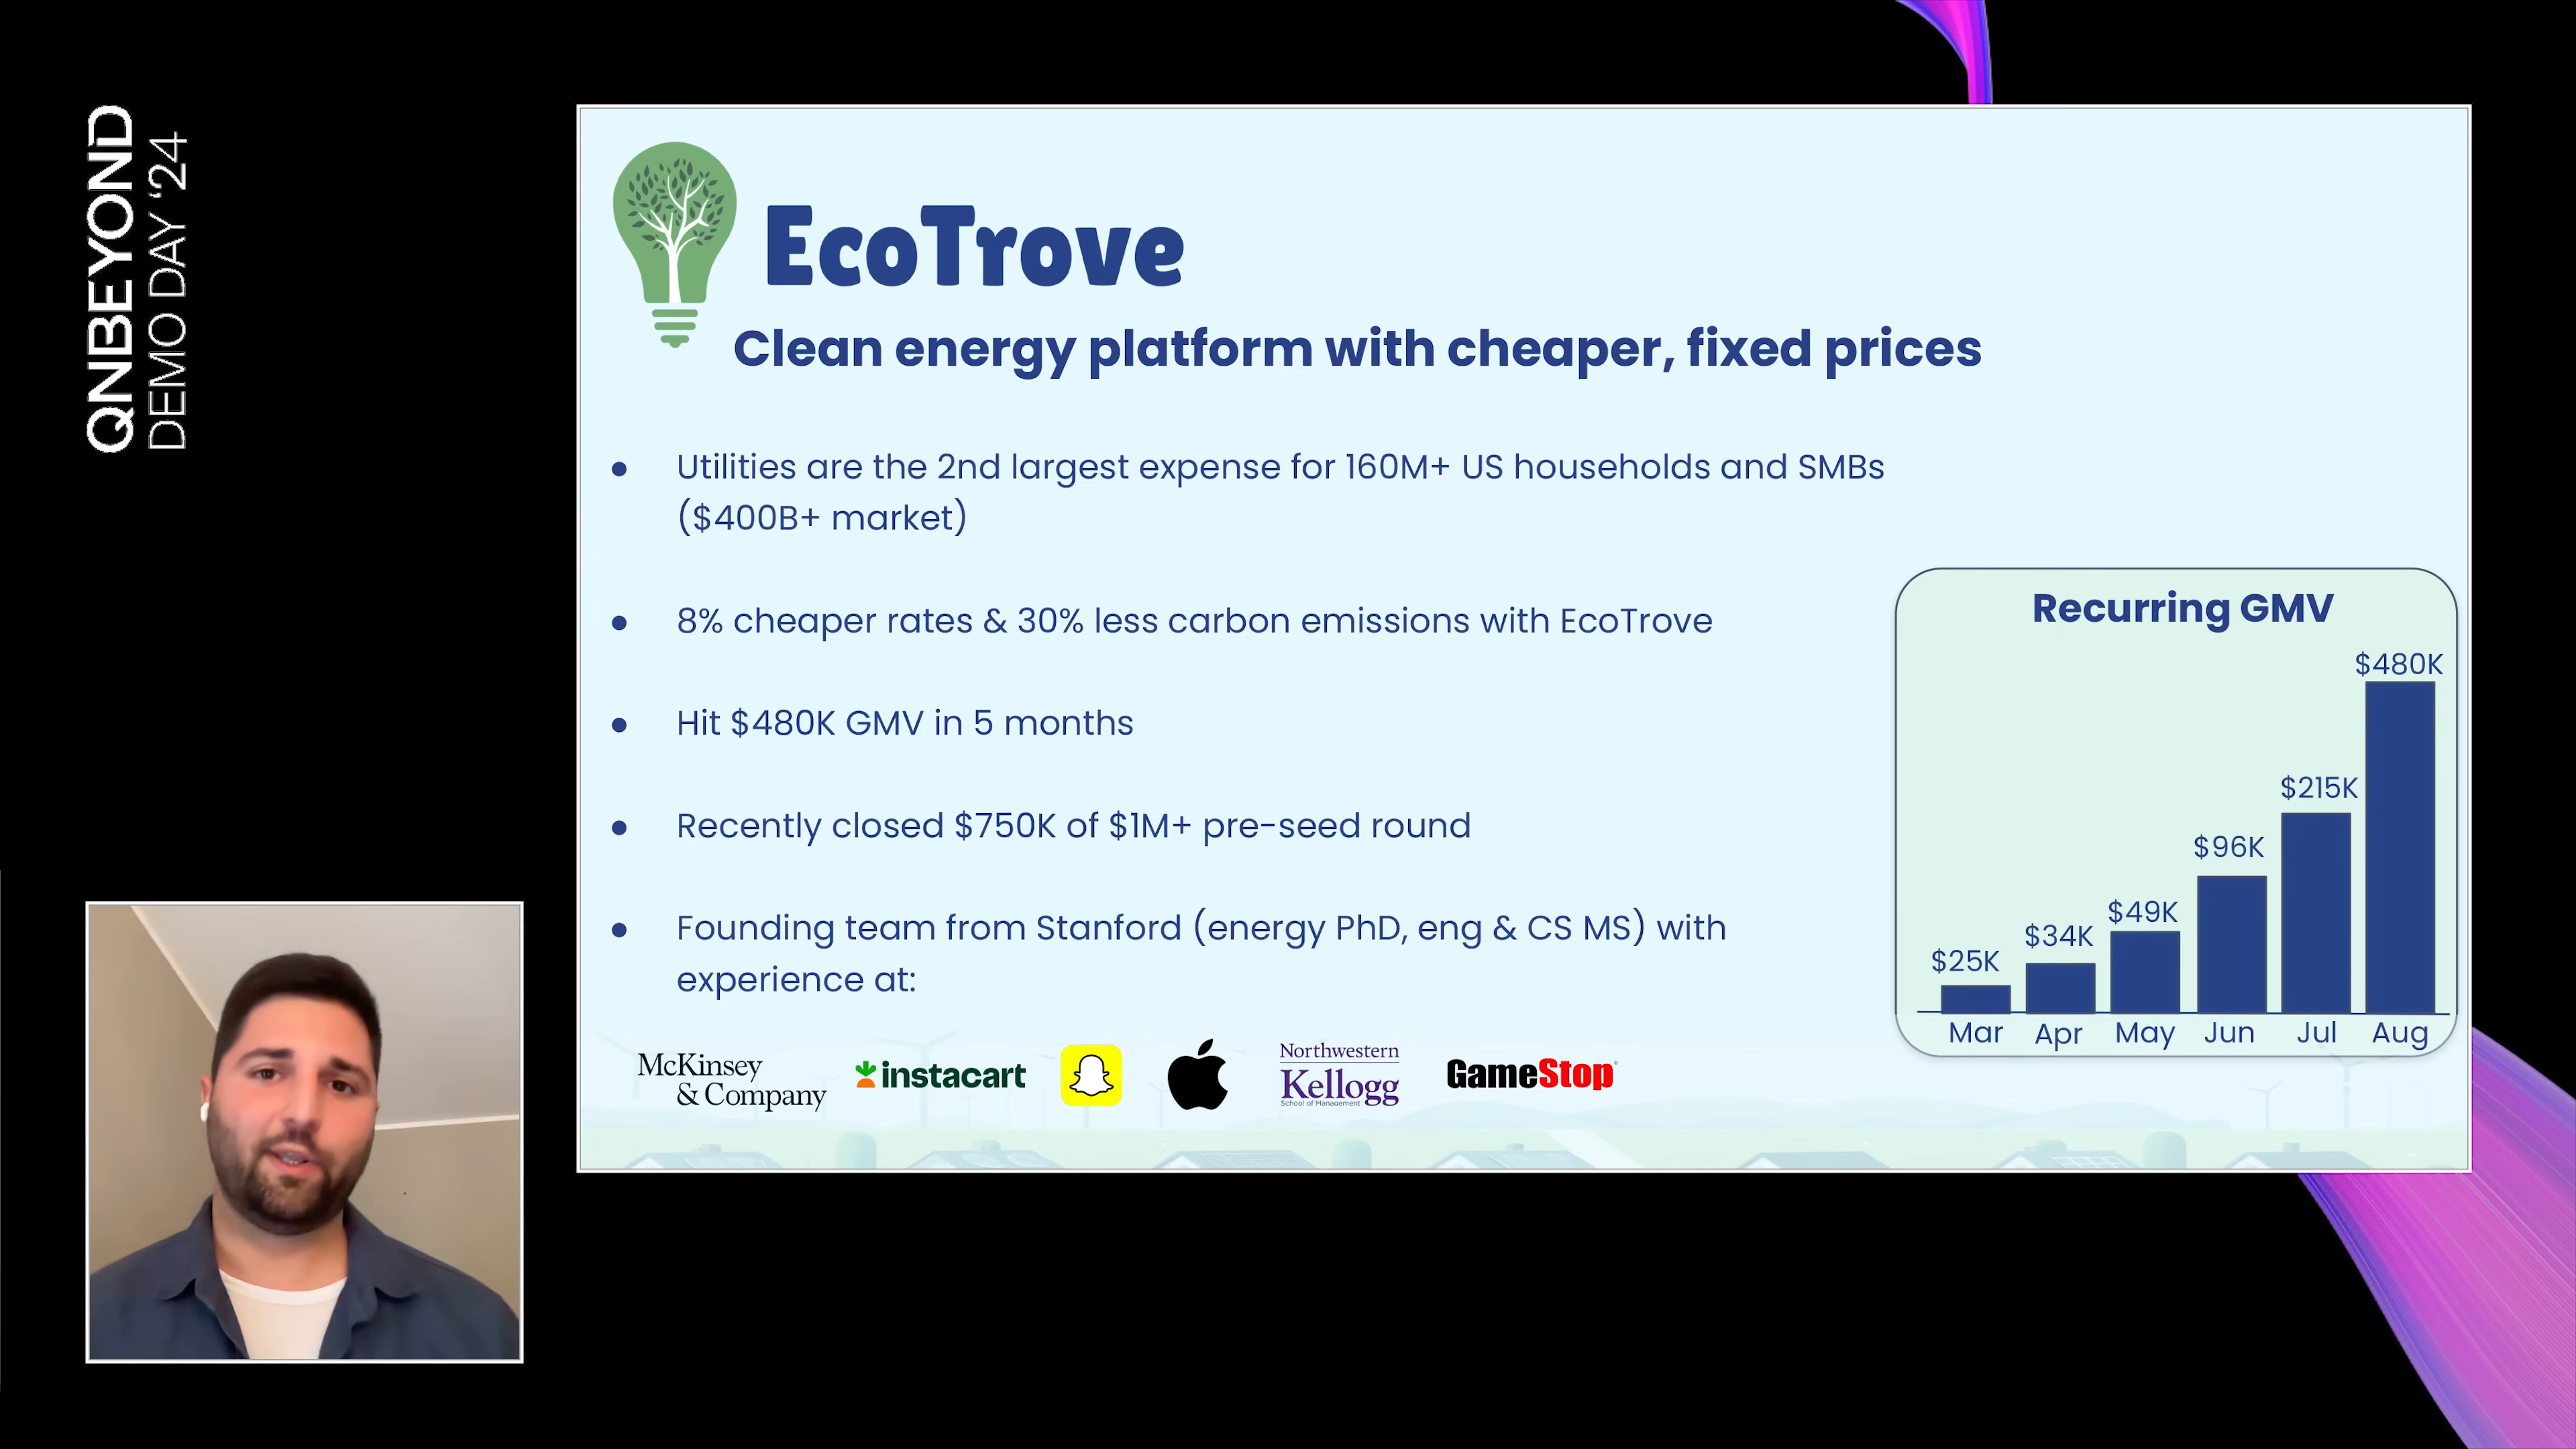 QNBEYOND
DEMO DAY ‘24
EcoTrove
Clean energy platform with cheaper, fixed prices
● Utilities are the 2nd largest expense for 160M+ US households and SMBs
($400B+ market)
● 8% cheaper rates & 30% less carbon emissions with EcoTrove
● Hit $480K GMV in 5 months
● Recently closed $750K of $1M+ pre-seed round
● Founding team from Stanford (energy PhD, eng & CS MS) with
experience at:
McKinsey
& Company
instacart
Northwestern
Kellogg
School of Management
GameStop
Recurring GMV
$480K
$215K
$96K
$49K
$34K
$25K
Mar Apr May Jun Jul Aug